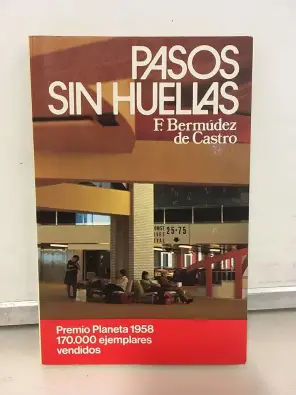 PASOS
SIN HUELLAS
F. Bermúdez
de Castro
25-75
Premio Planeta 1958
170.000 ejemplares
vendidos